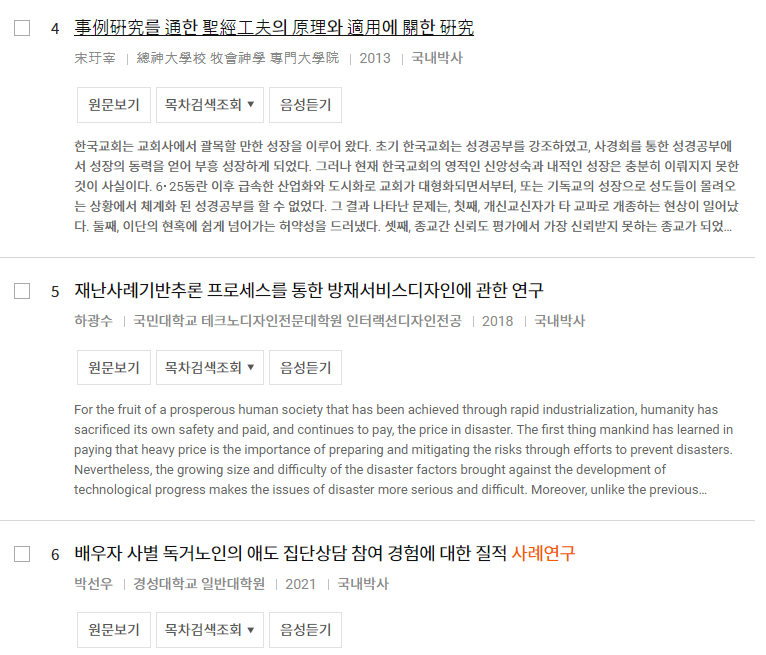 4 事例研究를 通한 聖經工夫의 原理와 適用에 關한 研究
宋玗宰 | 總神大學校 牧會神學 專門大學院 | 2013 | 국내박사
원문보기 목차검색조회 ▼ 음성듣기
한국교회는 교회사에서 괄목할 만한 성장을 이루어 왔다. 초기 한국교회는 성경공부를 강조하였고, 사경회를 통한 성경공부에
서 성장의 동력을 얻어 부흥 성장하게 되었다. 그러나 현재 한국교회의 영적인 신앙성숙과 내적인 성장은 충분히 이뤄지지 못한
것이 사실이다. 6·25동란 이후 급속한 산업화와 도시화로 교회가 대형화되면서부터, 또는 기독교의 성장으로 성도들이 몰려오
는 상황에서 체계화 된 성경공부를 할 수 없었다. 그 결과 나타난 문제는, 첫째, 개신교신자가 타 교파로 개종하는 현상이 일어났
다. 둘째, 이단의 현혹에 쉽게 넘어가는 허약성을 드러냈다. 셋째, 종교간 신뢰도 평가에서 가장 신뢰받지 못하는 종교가 되었...
5 재난사례기반추론 프로세스를 통한 방재서비스디자인에 관한 연구
하광수 | 국민대학교 테크노디자인전문대학원 인터랙션디자인전공 | 2018 | 국내박사
원문보기 목차검색조회 ▼ 음성듣기
For the fruit of a prosperous human society that has been achieved through rapid industrialization, humanity has
sacrificed its own safety and paid, and continues to pay, the price in disaster. The first thing mankind has learned in
paying that heavy price is the importance of preparing and mitigating the risks through efforts to prevent disasters.
Nevertheless, the growing size and difficulty of the disaster factors brought against the development of
technological progress makes the issues of disaster more serious and difficult. Moreover, unlike the previous...
6 배우자 사별 독거노인의 애도 집단상담 참여 경험에 대한 질적 사례연구
박선우 | 경성대학교 일반대학원 | 2021 | 국내박사
원문보기 목차검색조회 ▼ 음성듣기